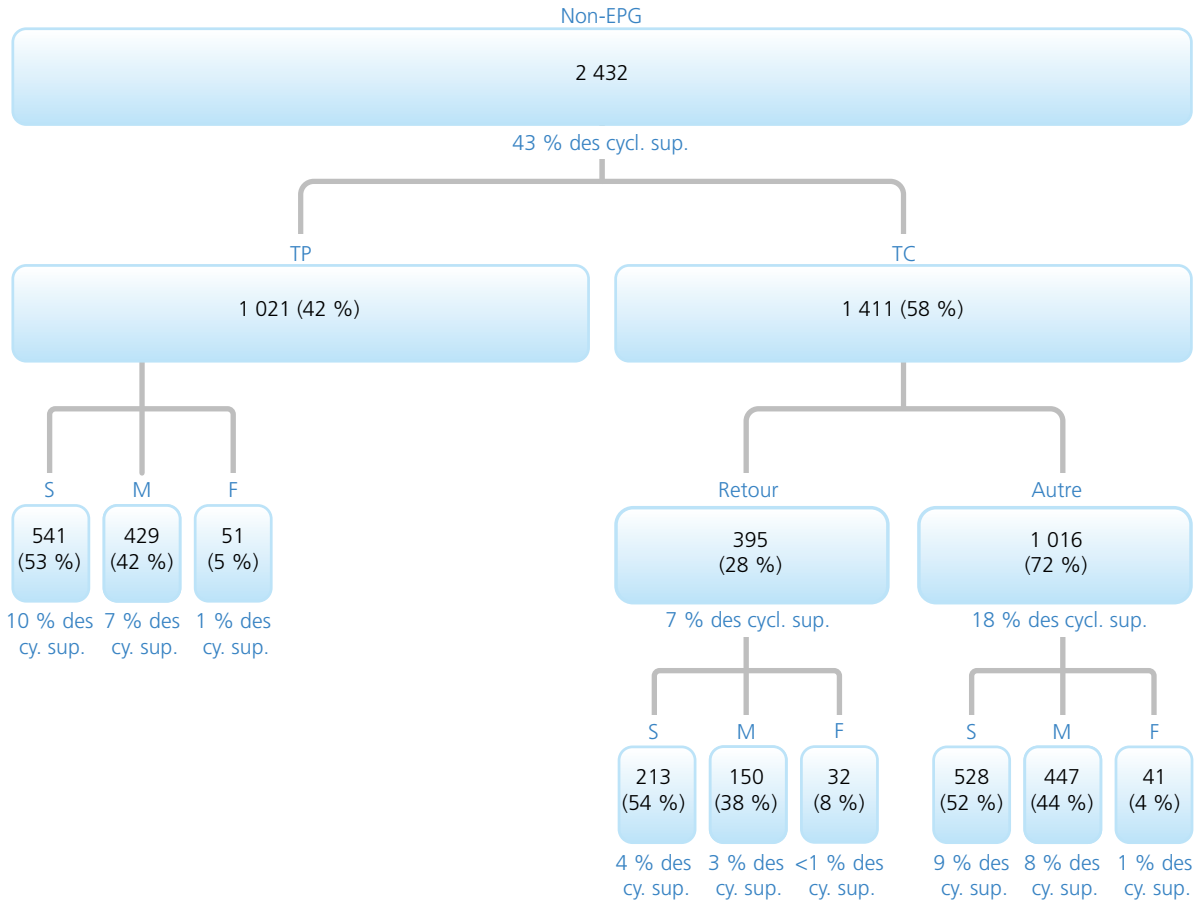 Non-EPG
2 432
43 % des cycl. sup.
TP
TC
1 021 (42 %)
1 411 (58 %)
S
M
F
Retour
Autre
541
(53 %)
429
(42 %)
51
(5 %)
395
(28 %)
1 016
(72 %)
10 % des
cy. sup.
7 % des
cy. sup.
1 % des
cy. sup.
7 % des cycl. sup.
18 % des cycl. sup.
S
M
F
S
M
F
213
(54 %)
150
(38 %)
32
(8 %)
528
(52 %)
447
(44 %)
41
(4 %)
4 % des
cy. sup.
3 % des
cy. sup.
<1 % des
cy. sup.
9 % des
cy. sup.
8 % des
cy. sup.
1 % des
cy. sup.